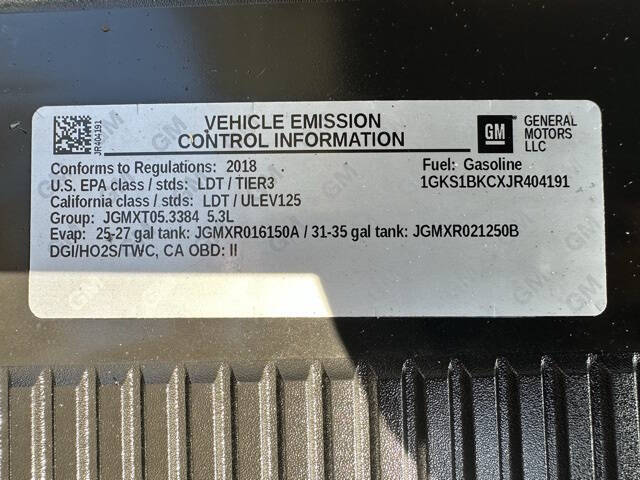 JR404191
VEHICLE EMISSION
CONTROL INFORMATION
GM
GENERAL
MOTORS
LLC
Conforms to Regulations: 2018
Fuel: Gasoline
U.S. EPA class / stds: LDT / TIER3
1GKS1BKCXJR404191
California class / stds: LDT / ULEV125
Group: JGMXT05.3384 5.3L
Evap: 25-27 gal tank: JGMXR016150A / 31-35 gal tank: JGMXR021250B
DGI/HO2S/TWC, CA OBD: II